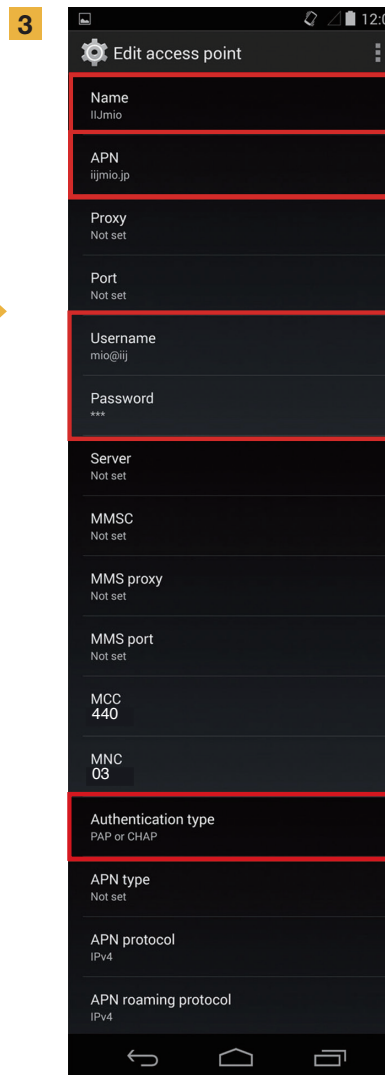 3
12:0
Edit access point
Name
IIJmio
APN
iijmio.jp
Proxy
Not set
Port
Not set
Username
mio@iij
Password
***
Server
Not set
MMSC
Not set
MMS proxy
Not set
MMS port
Not set
MCC
440
MNC
03
Authentication type
PAP or CHAP
APN type
Not set
APN protocol
IPv4
APN roaming protocol
IPv4